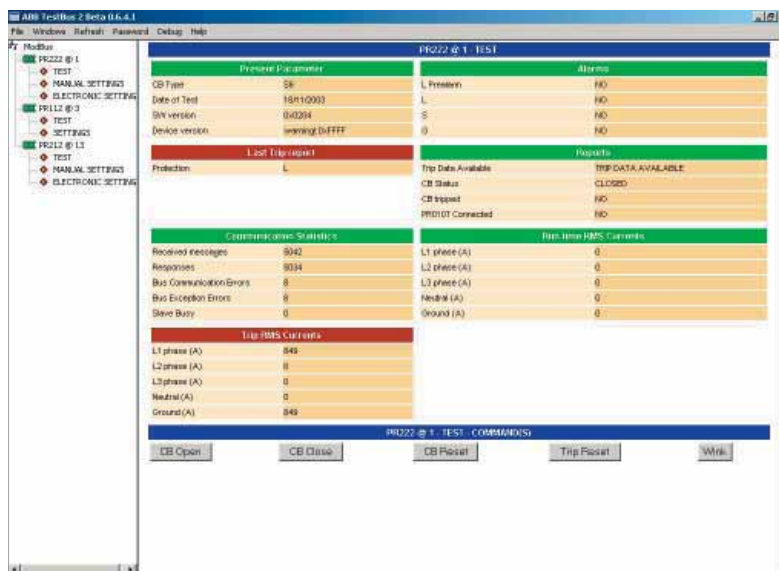 ABB TestBus 2 Beta 0.6.4.1
File Windows Refresh Password Debug Help
ModBus
PR222 @ 1
TEST
MANUAL SETTINGS
ELECTRONIC SETTING
PR112 @ 3
TEST
SETTINGS
PR212 @ 13
TEST
MANUAL SETTINGS
ELECTRONIC SETTING
PR222 @ 1 - TEST
Present Parameter
CB Type S6
Date of Test 16/11/2003
SW version 0x0204
Device version warning! 0xFFFF
Alarms
L Prealarm NO
L NO
S NO
G NO
Last Trip report
Protection L
Reports
Trip Data Available TRIP DATA AVAILABLE
CB Status CLOSED
CB tripped NO
PR010T Connected NO
Communication Statistics
Received messages 6042
Responses 6034
Bus Communication Errors 8
Bus Exception Errors 8
Slave Busy 0
Run time RMS Currents
L1 phase (A) 0
L2 phase (A) 0
L3 phase (A) 0
Neutral (A) 0
Ground (A) 0
Trip RMS Currents
L1 phase (A) 849
L2 phase (A) 0
L3 phase (A) 0
Neutral (A) 0
Ground (A) 849
PR222 @ 1 - TEST - COMMAND(S)
CB Open CB Close CB Reset Trip Reset Wink